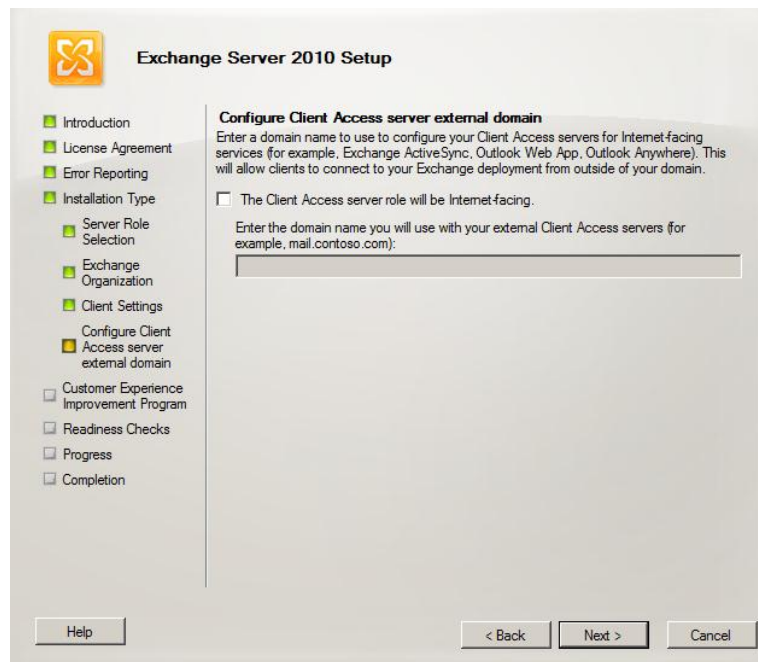 Exchange Server 2010 Setup
Introduction
License Agreement
Error Reporting
Installation Type
Server Role
Selection
Exchange
Organization
Client Settings
Configure Client
Access server
external domain
Customer Experience
Improvement Program
Readiness Checks
Progress
Completion
Configure Client Access server external domain
Enter a domain name to use to configure your Client Access servers for Internet-facing
services (for example, Exchange ActiveSync, Outlook Web App, Outlook Anywhere). This
will allow clients to connect to your Exchange deployment from outside of your domain.
The Client Access server role will be Internet-facing.
Enter the domain name you will use with your external Client Access servers (for
example, mail.contoso.com):
Help
< Back
Next >
Cancel